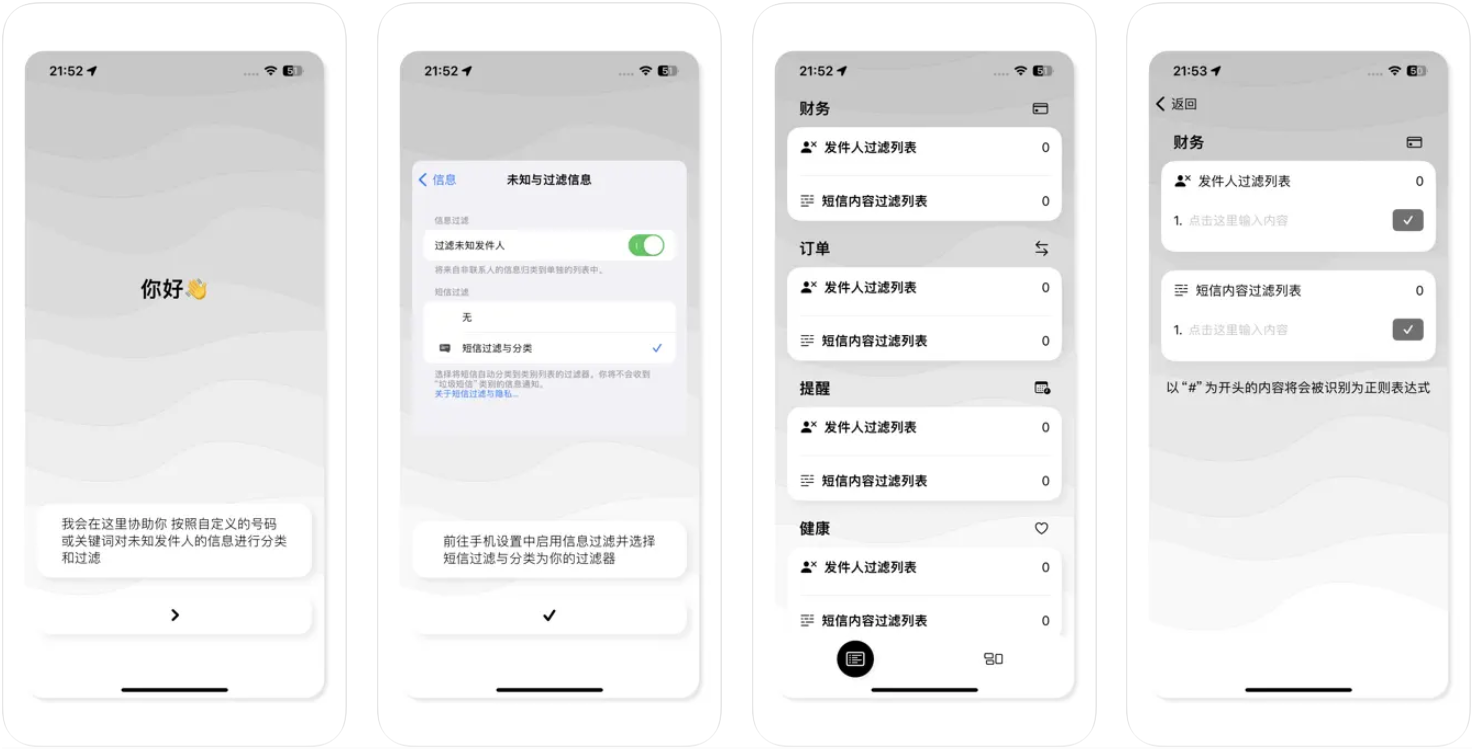 21:52
51
你好👋
我会在这里协助你 按照自定义的号码
或关键词对未知发件人的信息进行分类
和过滤
21:52
51
信息
未知与过滤信息
信息过滤
过滤未知发件人
将来自非联系人的信息归类到单独的列表中。
短信过滤
无
短信过滤与分类
选择将短信自动分类到类别列表的过滤器。你将不会收到
“垃圾短信”类别的信息通知。
关于短信过滤与隐私...
前往手机设置中启用信息过滤并选择
短信过滤与分类为你的过滤器
21:52
51
财务
发件人过滤列表 0
短信内容过滤列表 0
订单
发件人过滤列表 0
短信内容过滤列表 0
提醒
发件人过滤列表 0
短信内容过滤列表 0
健康
发件人过滤列表 0
短信内容过滤列表 0
21:53
50
返回
财务
发件人过滤列表 0
1. 点击这里输入内容
短信内容过滤列表 0
1. 点击这里输入内容
以“#”为开头的内容将会被识别为正则表达式